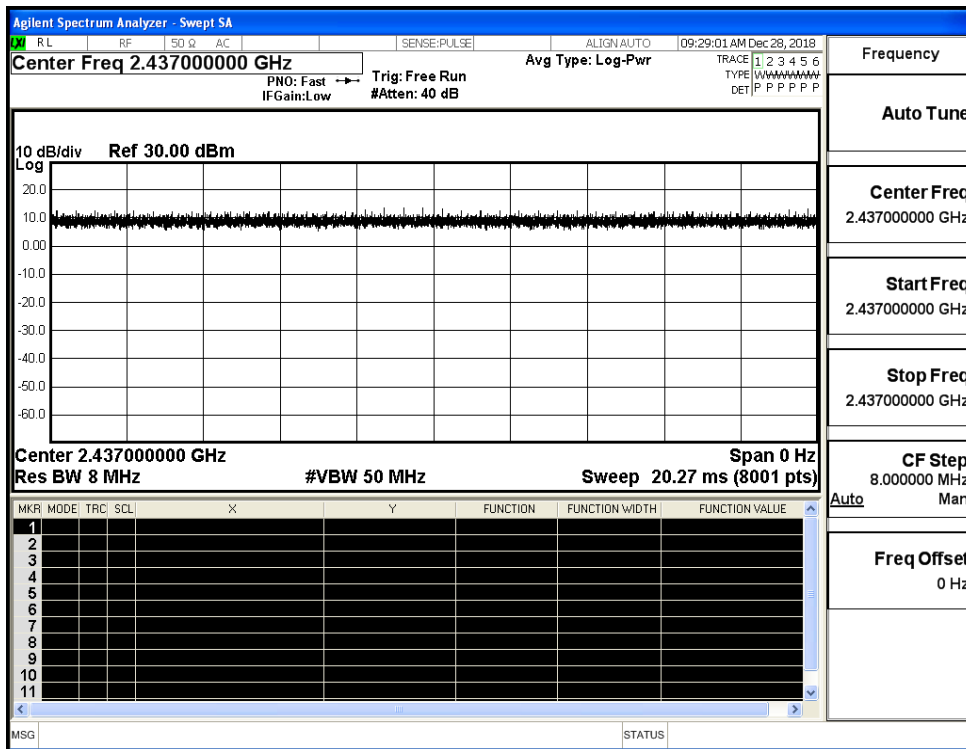 Agilent Spectrum Analyzer - Swept SA
LXI RL RF 50 Ω AC SENSE:PULSE ALIGN AUTO 09:29:01 AM Dec 28, 2018
Center Freq 2.437000000 GHz
PNO: Fast
IFGain:Low
Trig: Free Run
#Atten: 40 dB
Avg Type: Log-Pwr
TRACE 1 2 3 4 5 6
TYPE WWWWWW
DET P P P P P P
10 dB/div Ref 30.00 dBm
Log
20.0
10.0
0.00
-10.0
-20.0
-30.0
-40.0
-50.0
-60.0
Center 2.437000000 GHz Span 0 Hz
Res BW 8 MHz #VBW 50 MHz Sweep 20.27 ms (8001 pts)
MKR MODE TRC SCL X Y FUNCTION FUNCTION WIDTH FUNCTION VALUE
1
2
3
4
5
6
7
8
9
10
11
MSG STATUS
Frequency
Auto Tune
Center Freq
2.437000000 GHz
Start Freq
2.437000000 GHz
Stop Freq
2.437000000 GHz
CF Step
8.000000 MHz
Auto Man
Freq Offset
0 Hz